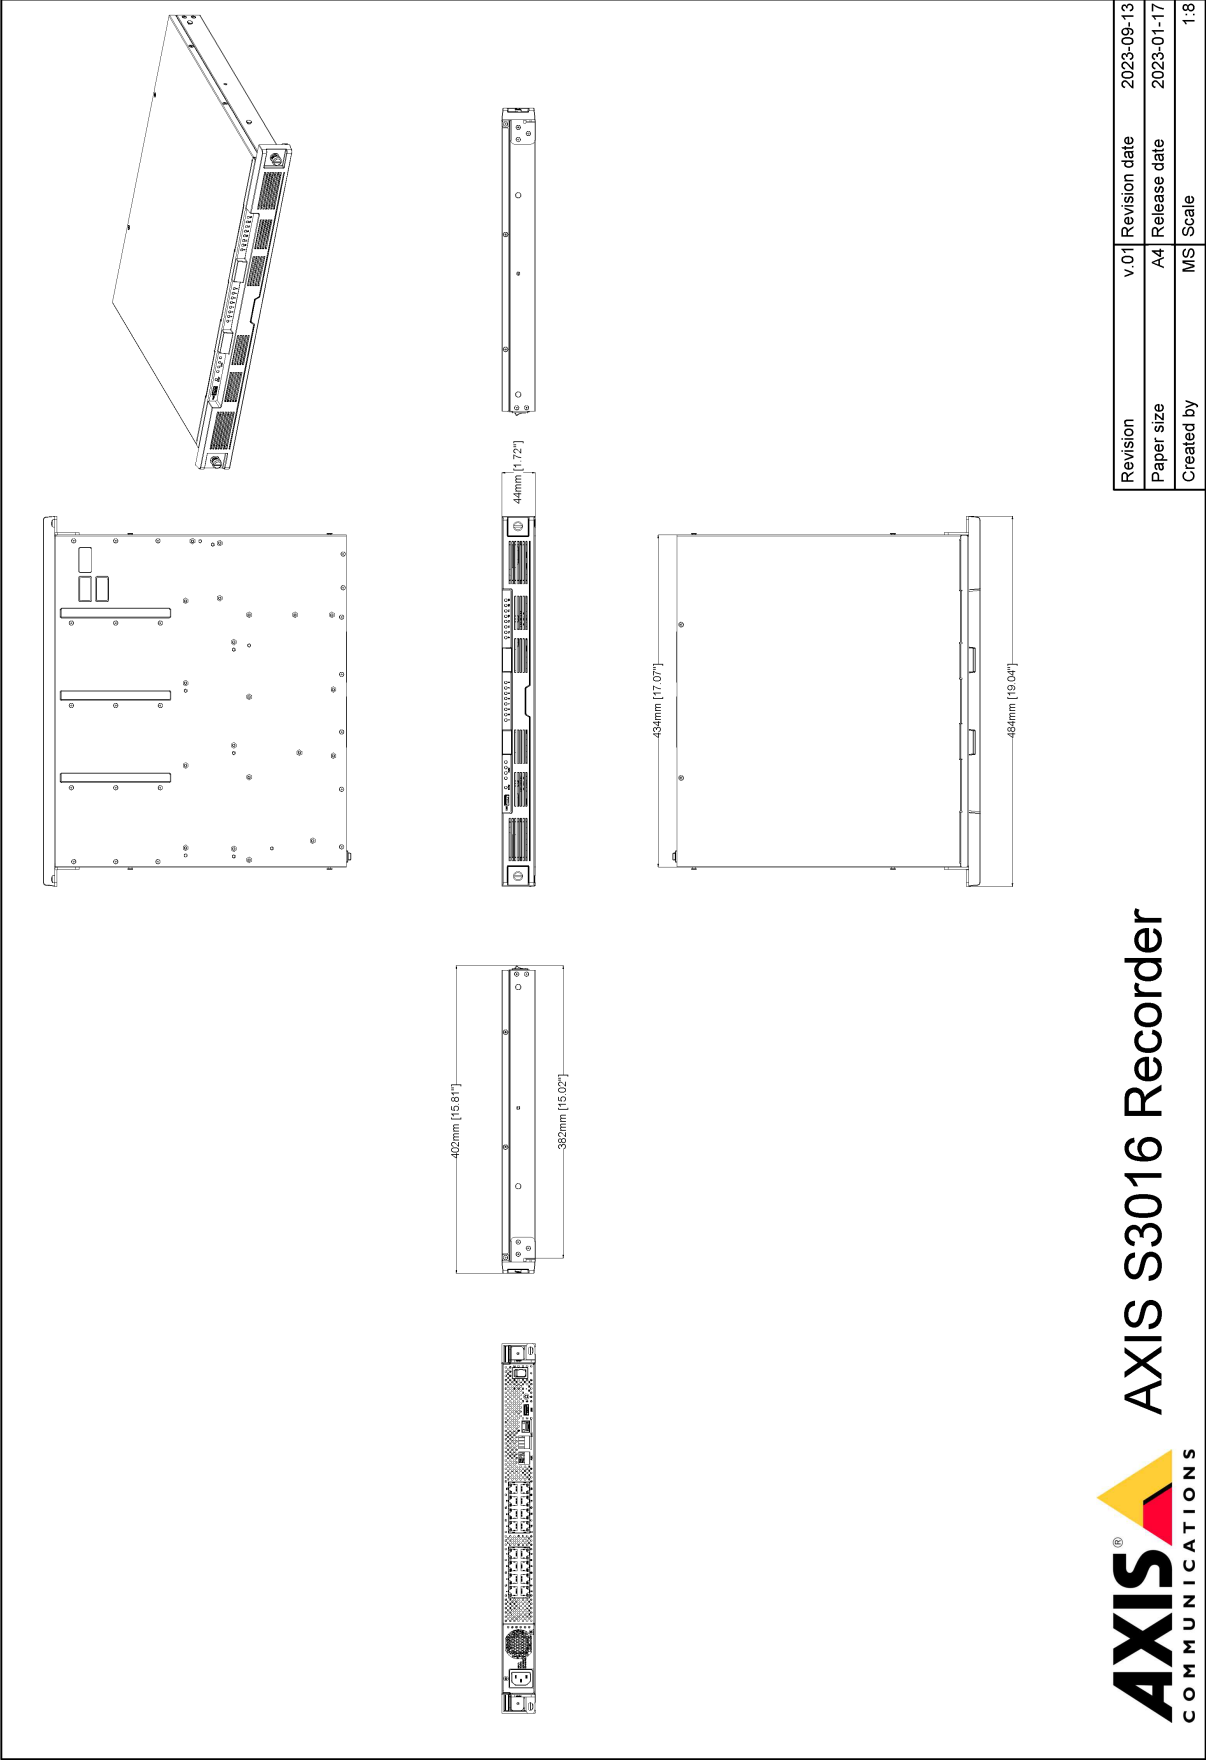 44mm [1.72"]
434mm [17.07"]
484mm [19.04"]
402mm [15.81"]
382mm [15.02"]
AXIS®
COMMUNICATIONS
AXIS S3016 Recorder
Revision v.01 Revision date 2023-09-13
Paper size A4 Release date 2023-01-17
Created by MS Scale 1:8